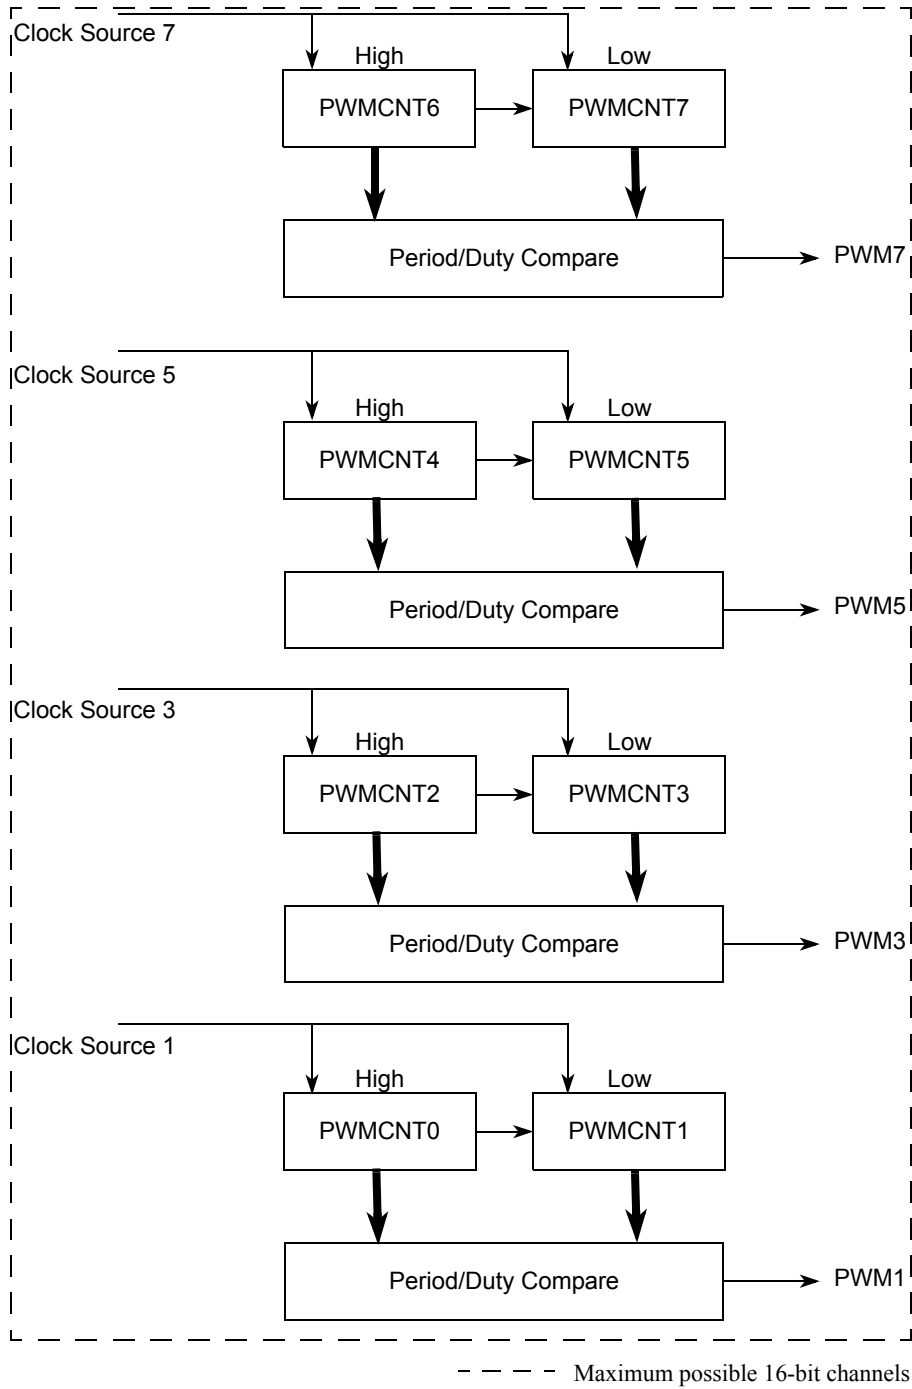 Clock Source 7
High
Low
PWMCNT6
PWMCNT7
Period/Duty Compare
PWM7
Clock Source 5
High
Low
PWMCNT4
PWMCNT5
Period/Duty Compare
PWM5
Clock Source 3
High
Low
PWMCNT2
PWMCNT3
Period/Duty Compare
PWM3
Clock Source 1
High
Low
PWMCNT0
PWMCNT1
Period/Duty Compare
PWM1
Maximum possible 16-bit channels